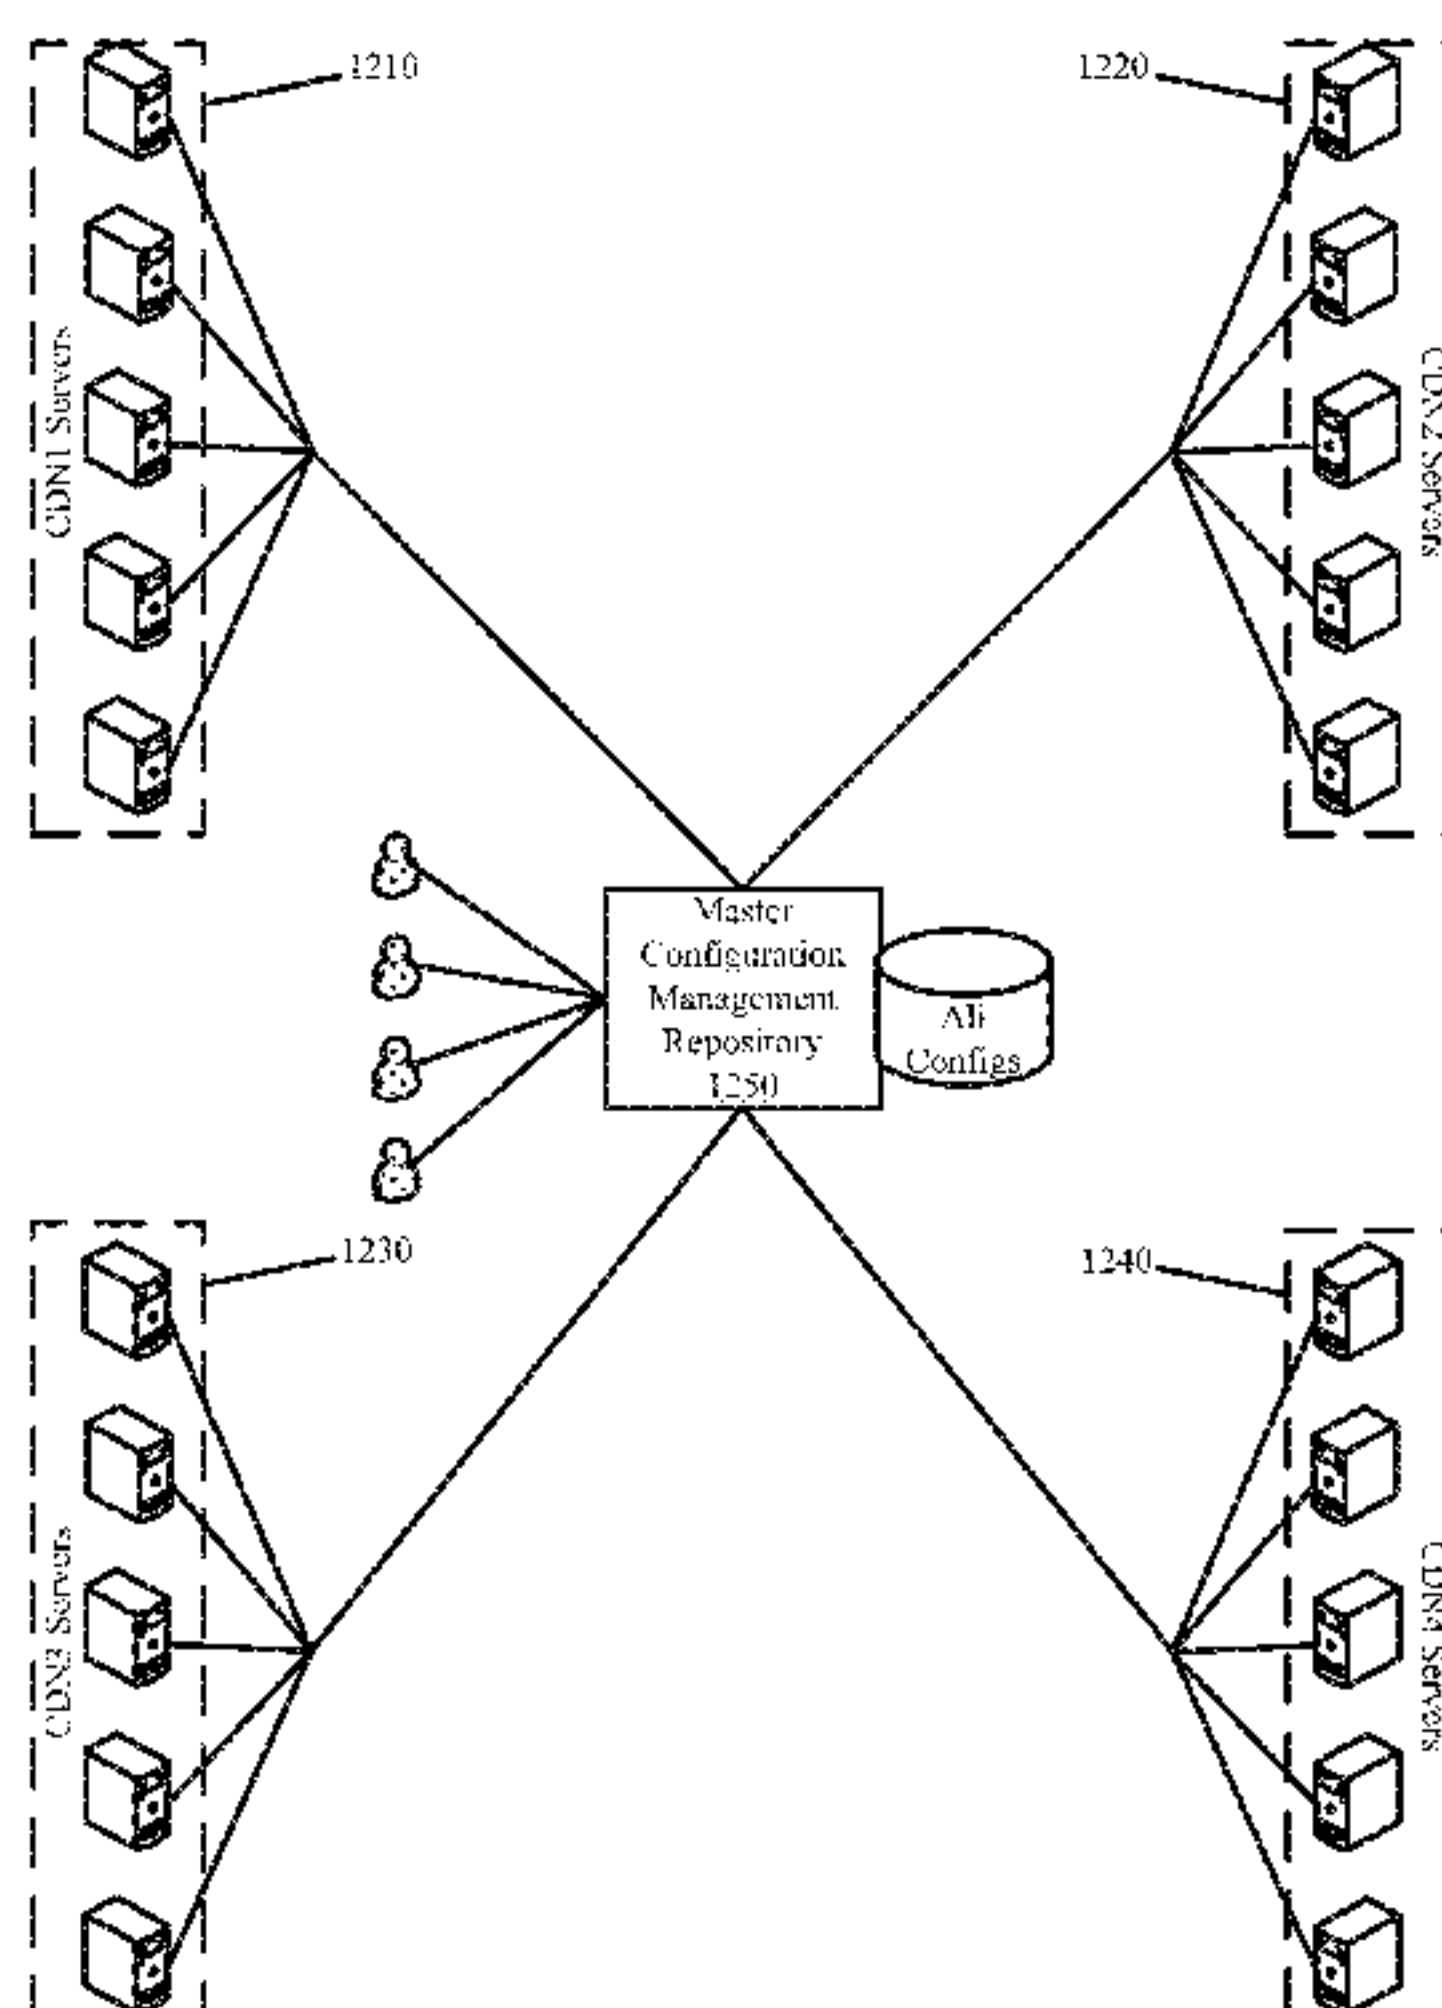 1210
1220
CDN1 Servers
CDN2 Servers
Master
Configuration
Management
Repository
1250
All
Configs
1230
1240
CDN3 Servers
CDN4 Servers